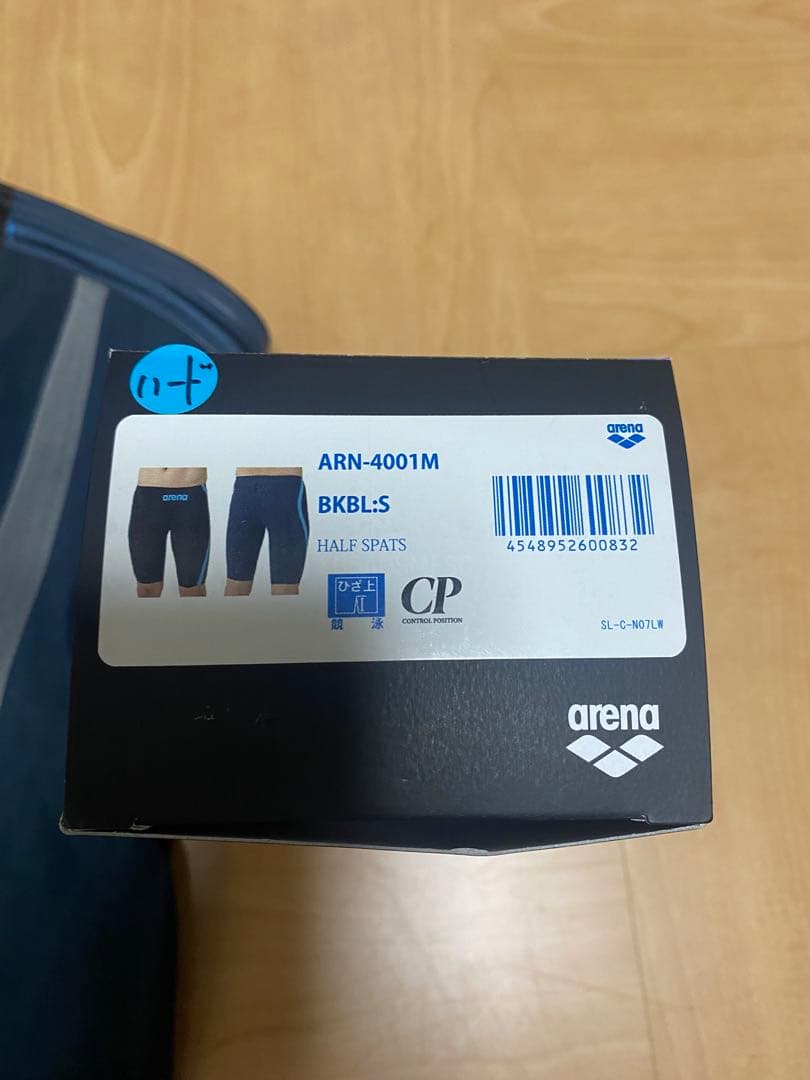 ハード
arena
ARN-4001M
BKBL:S
HALF SPATS
arena
4548952600832
ひざ上
競 泳
CP
CONTROL POSITION
SL-C-N07LW
arena